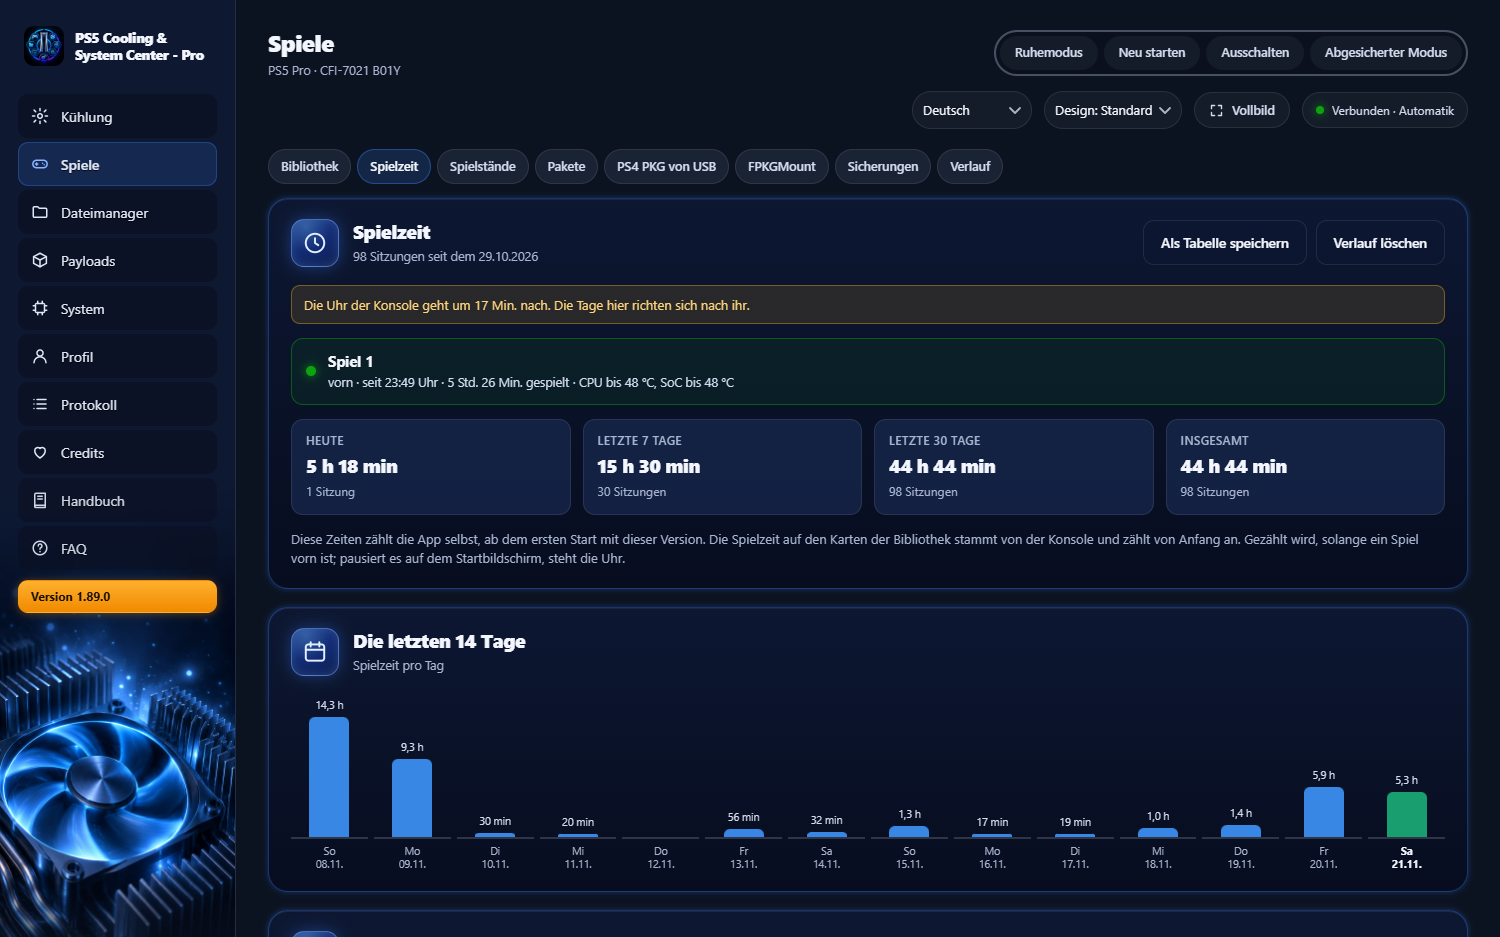 PS5 Cooling &
System Center - Pro
Kühlung
Spiele
Dateimanager
Payloads
System
Profil
Protokoll
Credits
Handbuch
FAQ
Version 1.89.0
Spiele
PS5 Pro · CFI-7021 B01Y
Ruhemodus
Neu starten
Ausschalten
Abgesicherter Modus
Deutsch
Design: Standard
Vollbild
Verbunden · Automatik
Bibliothek
Spielzeit
Spielstände
Pakete
PS4 PKG von USB
FPKGMount
Sicherungen
Verlauf
Spielzeit
98 Sitzungen seit dem 29.10.2026
Als Tabelle speichern
Verlauf löschen
Die Uhr der Konsole geht um 17 Min. nach. Die Tage hier richten sich nach ihr.
Spiel 1
vorn · seit 23:49 Uhr · 5 Std. 26 Min. gespielt · CPU bis 48 °C, SoC bis 48 °C
HEUTE
5 h 18 min
1 Sitzung
LETZTE 7 TAGE
15 h 30 min
30 Sitzungen
LETZTE 30 TAGE
44 h 44 min
98 Sitzungen
INSGESAMT
44 h 44 min
98 Sitzungen
Diese Zeiten zählt die App selbst, ab dem ersten Start mit dieser Version. Die Spielzeit auf den Karten der Bibliothek stammt von der Konsole und zählt von Anfang an. Gezählt wird, solange ein Spiel
vorn ist; pausiert es auf dem Startbildschirm, steht die Uhr.
Die letzten 14 Tage
Spielzeit pro Tag
14,3 h
9,3 h
30 min
20 min
56 min
32 min
1,3 h
17 min
19 min
1,0 h
1,4 h
5,9 h
5,3 h
So
08.11.
Mo
09.11.
Di
10.11.
Mi
11.11.
Do
12.11.
Fr
13.11.
Sa
14.11.
So
15.11.
Mo
16.11.
Di
17.11.
Mi
18.11.
Do
19.11.
Fr
20.11.
Sa
21.11.